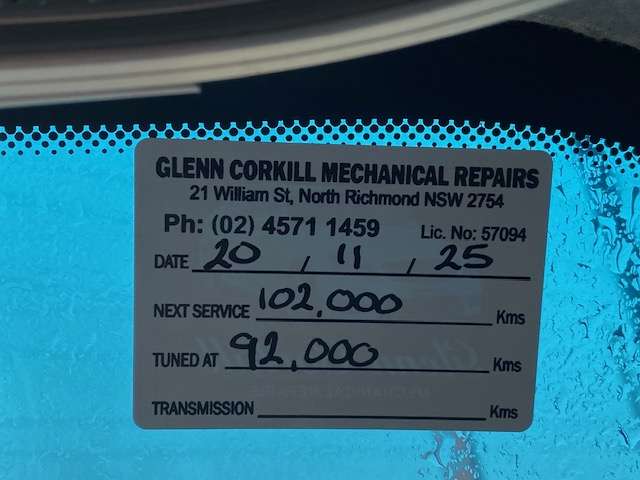 GLENN CORKILL MECHANICAL REPAIRS
21 William St, North Richmond NSW 2754
Ph: (02) 4571 1459 Lic. No: 57094
DATE 20 / 11 / 25
NEXT SERVICE 102,000 Kms
TUNED AT 92,000 Kms
TRANSMISSION Kms